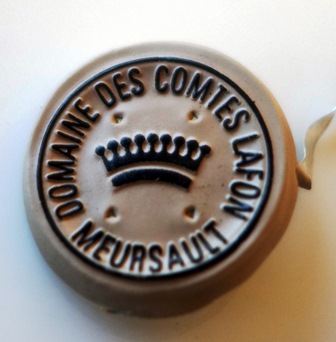 DOMAINE DES COMTES LAFON
MEURSAULT